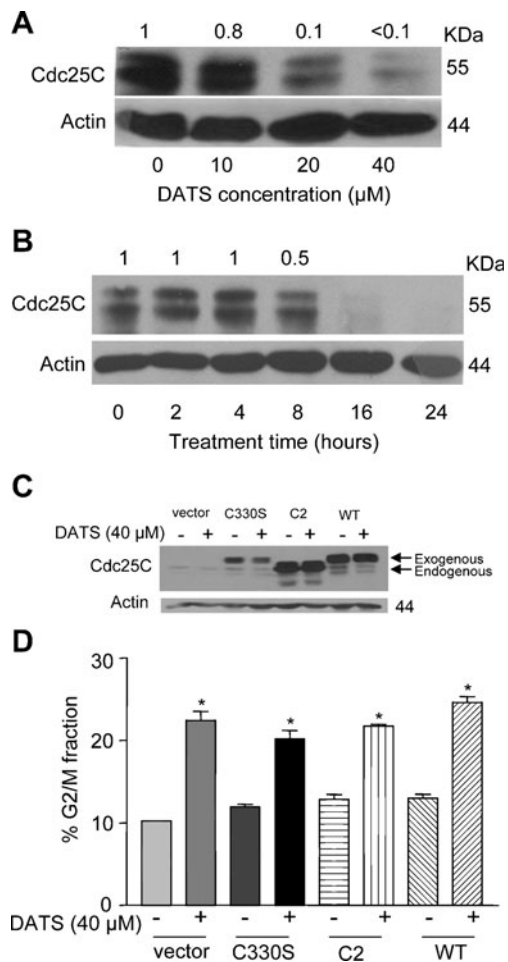 A
1 0.8 0.1 <0.1 KDa
Cdc25C 55
Actin 44
0 10 20 40
DATS concentration (µM)
B
1 1 1 0.5 KDa
Cdc25C 55
Actin 44
0 2 4 8 16 24
Treatment time (hours)
C
vector C330S C2 WT
DATS (40 µM) - + - + - + - +
Cdc25C Exogenous
Endogenous
Actin 44
D
30
20
10
0
% G2/M fraction
* * * *
DATS (40 µM) - + - + - + - +
vector C330S C2 WT